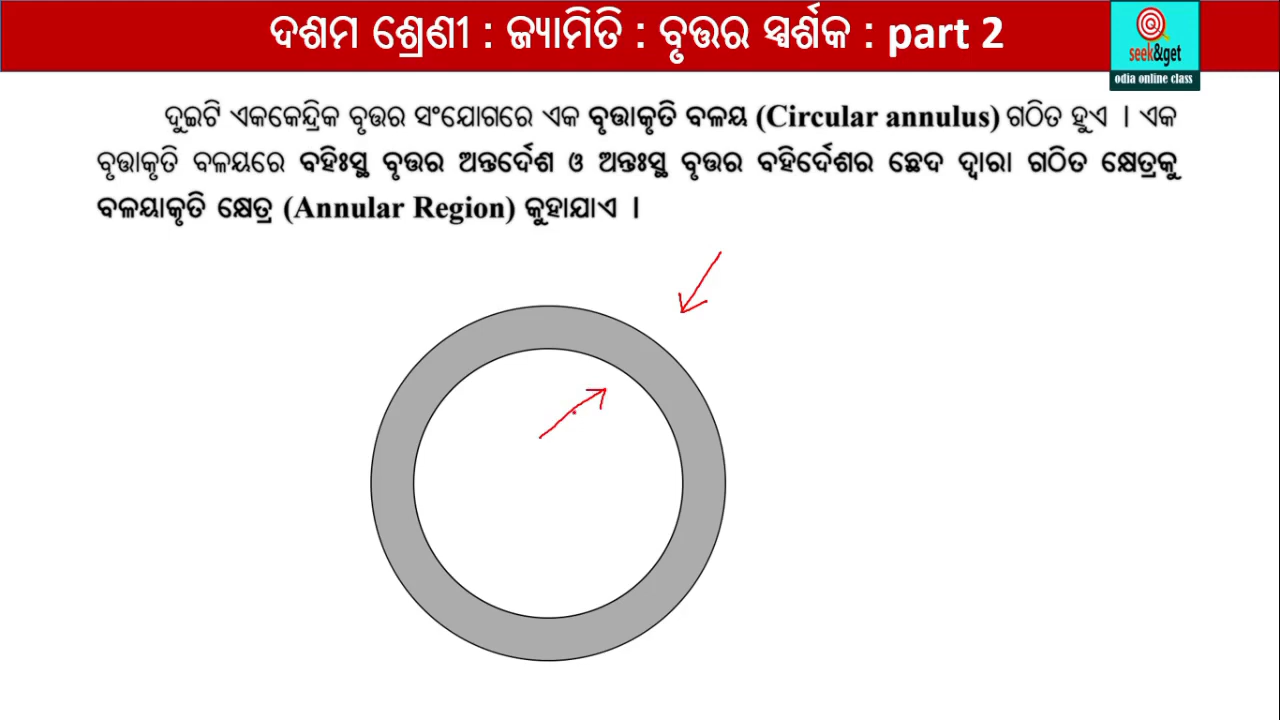 ଦଶମ ଶ୍ରେଣୀ : ଜ୍ୟାମିତି : ବୃତ୍ତର ସ୍ପର୍ଶକ : part 2
seek&get
odia online class
ଦୁଇଟି ଏକକେନ୍ଦ୍ରିକ ବୃତ୍ତର ସଂଯୋଗରେ ଏକ ବୃତ୍ତାକୃତି ବଳୟ (Circular annulus) ଗଠିତ ହୁଏ । ଏକ
ବୃତ୍ତାକୃତି ବଳୟରେ ବହିଃସ୍ଥ ବୃତ୍ତର ଅନ୍ତର୍ଦେଶ ଓ ଅନ୍ତଃସ୍ଥ ବୃତ୍ତର ବହିର୍ଦେଶର ଛେଦ ଦ୍ୱାରା ଗଠିତ କ୍ଷେତ୍ରକୁ
ବଳୟାକୃତି କ୍ଷେତ୍ର (Annular Region) କୁହାଯାଏ ।